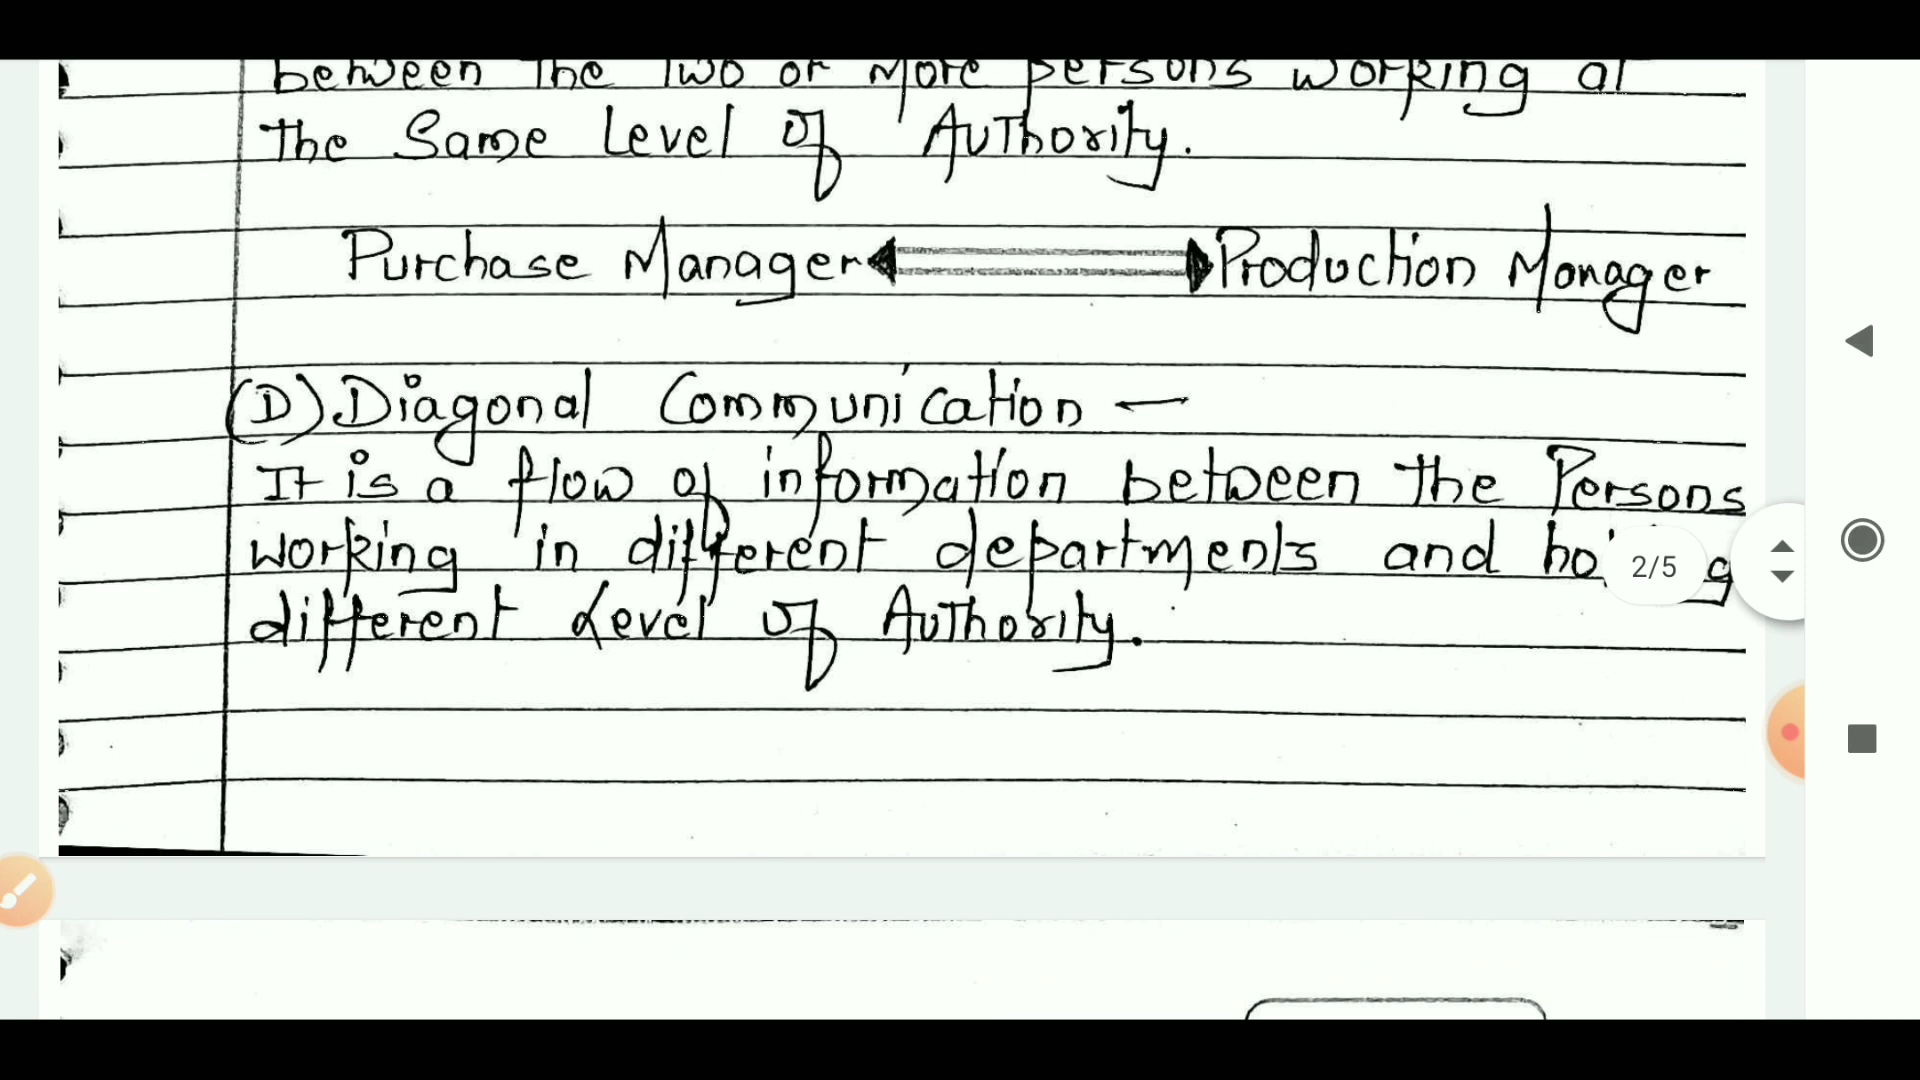 between the Two or More persons working at
The Same Level of Authority.
Purchase Manager Production Manager
(D) Diagonal Communication –
It is a flow of information between the Persons
working in different departments and
2/5
different Level of Authority.